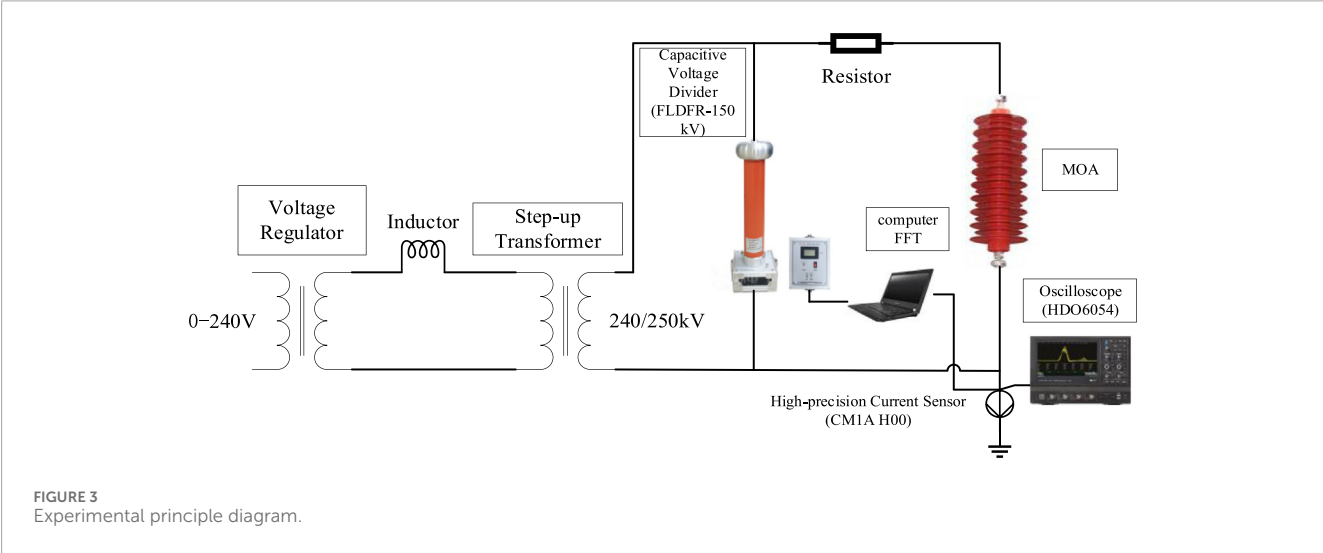 Capacitive
Voltage
Divider
(FLDFR-150
kV)
Resistor
MOA
Voltage
Regulator
Inductor
Step-up
Transformer
computer
FFT
0−240V
240/250kV
Oscilloscope
(HDO6054)
High-precision Current Sensor
(CM1A H00)
FIGURE 3
Experimental principle diagram.